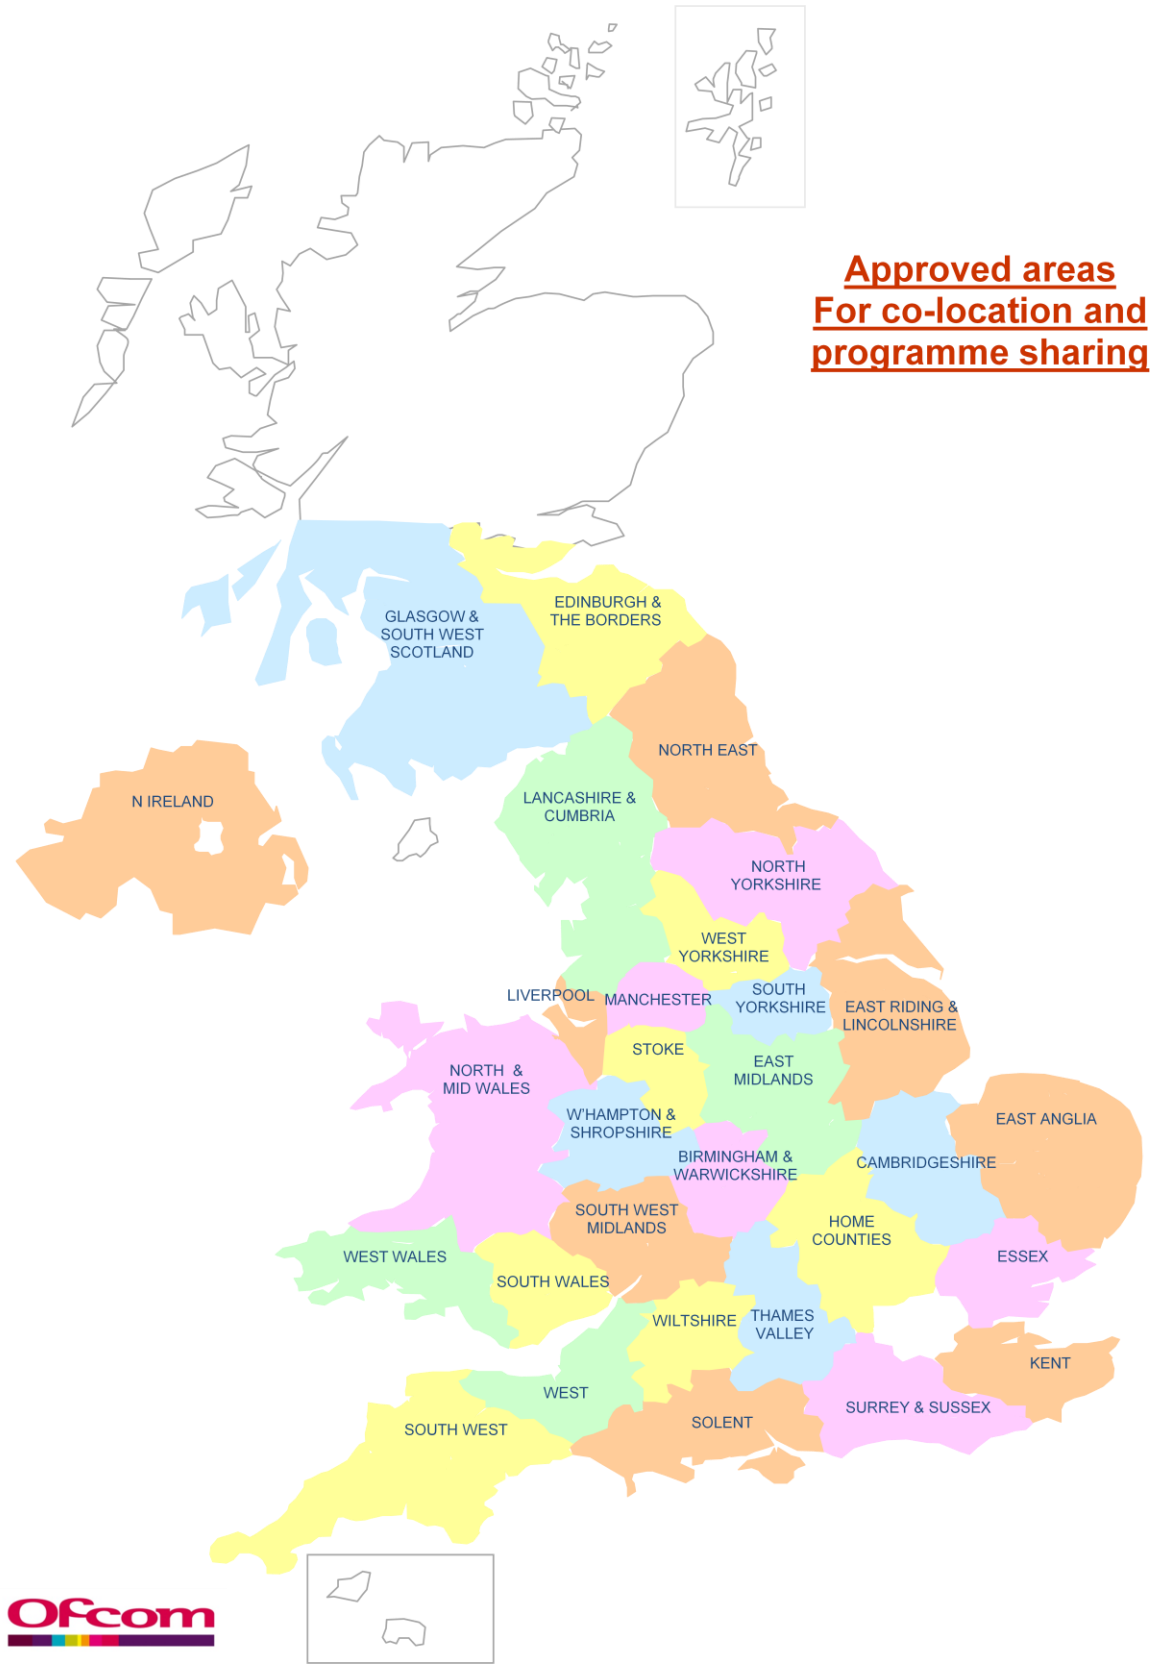 Approved areas
For co-location and
programme sharing
GLASGOW &
SOUTH WEST
SCOTLAND
EDINBURGH &
THE BORDERS
NORTH EAST
N IRELAND
LANCASHIRE &
CUMBRIA
NORTH
YORKSHIRE
WEST
YORKSHIRE
LIVERPOOL
MANCHESTER
SOUTH
YORKSHIRE
EAST RIDING &
LINCOLNSHIRE
STOKE
EAST
MIDLANDS
NORTH &
MID WALES
W'HAMPTON &
SHROPSHIRE
EAST ANGLIA
BIRMINGHAM &
WARWICKSHIRE
CAMBRIDGESHIRE
SOUTH WEST
MIDLANDS
HOME
COUNTIES
WEST WALES
SOUTH WALES
ESSEX
WILTSHIRE
THAMES
VALLEY
KENT
WEST
SURREY & SUSSEX
SOUTH WEST
SOLENT
Ofcom